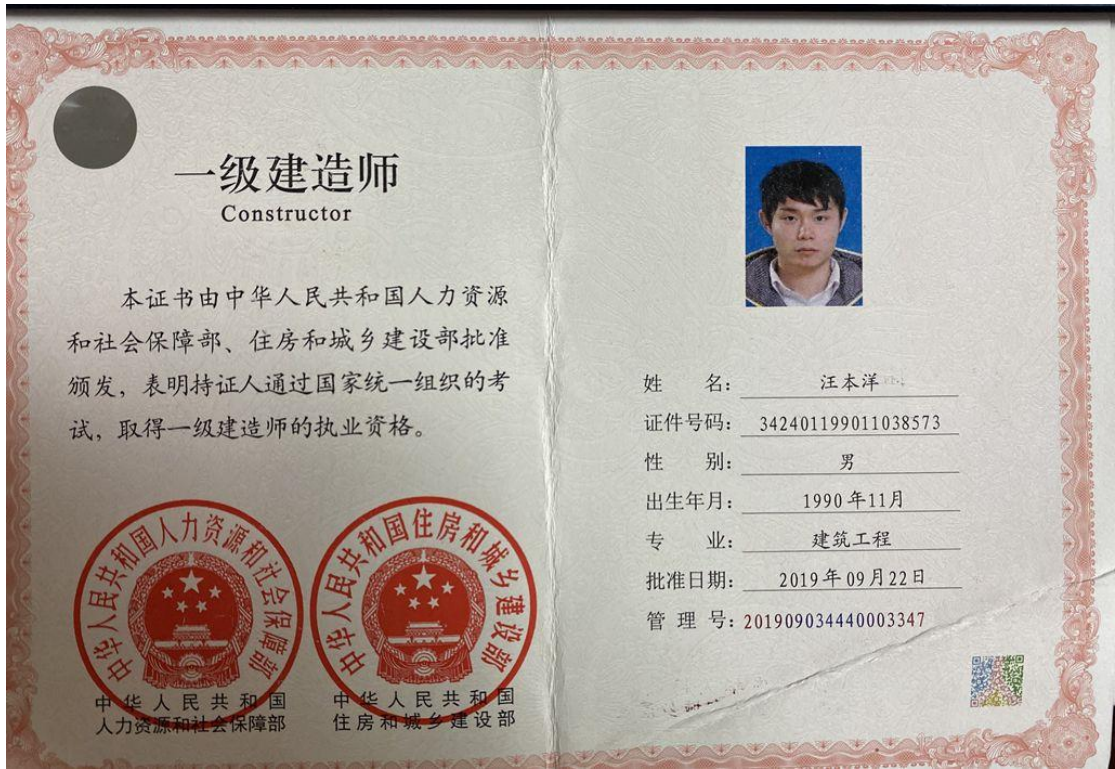 一级建造师
Constructor
本证书由中华人民共和国人力资源
和社会保障部、住房和城乡建设部批准
颁发，表明持证人通过国家统一组织的考
试，取得一级建造师的执业资格。
中华人民共和国人力资源和社会保障部
中华人民共和国
人力资源和社会保障部
中华人民共和国住房和城乡建设部
中华人民共和国
住房和城乡建设部
姓 名： 汪本洋
证件号码： 342401199011038573
性 别： 男
出生年月： 1990年11月
专 业： 建筑工程
批准日期： 2019年09月22日
管 理 号：201909034440003347